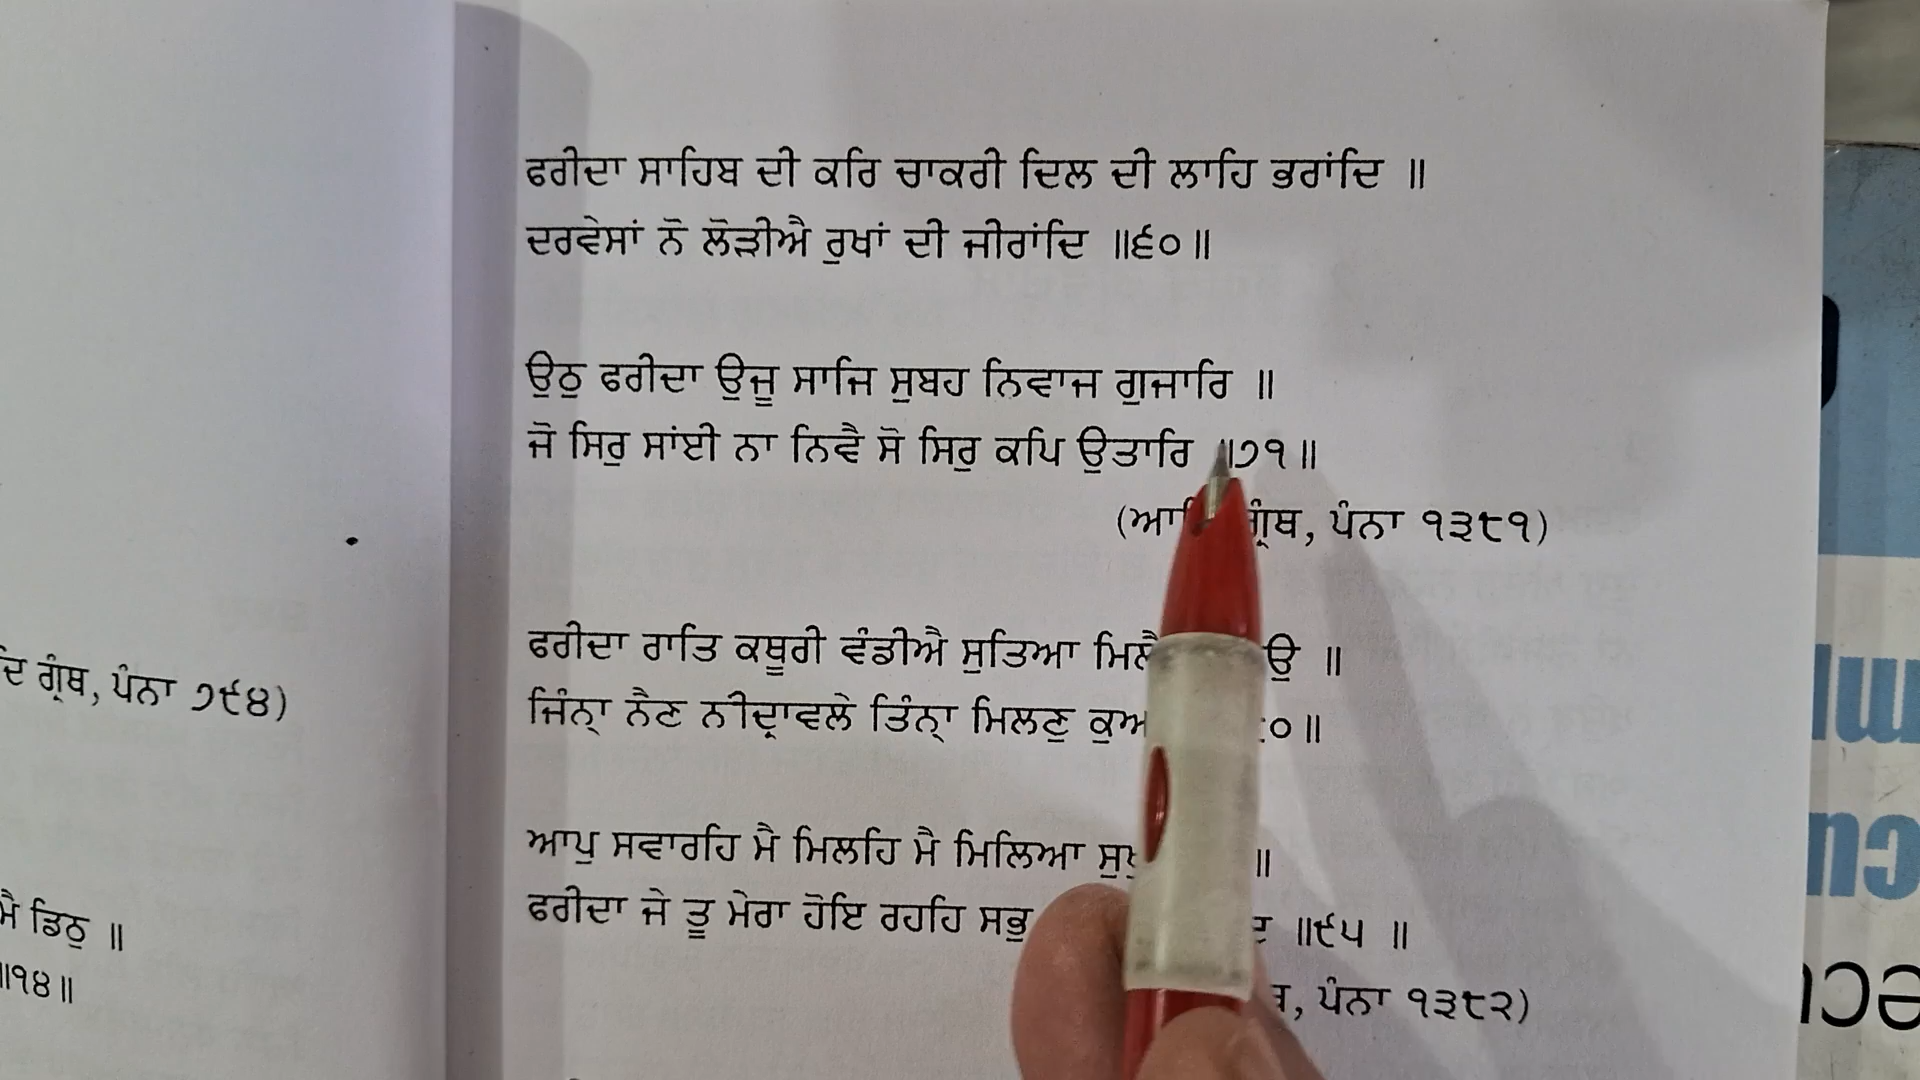 ਫਰੀਦਾ ਸਾਹਿਬ ਦੀ ਕਰਿ ਚਾਕਰੀ ਦਿਲ ਦੀ ਲਾਹਿ ਭਰਾਂਦਿ ॥
ਦਰਵੇਸਾਂ ਨੋ ਲੋੜੀਐ ਰੁਖਾਂ ਦੀ ਜੀਰਾਂਦਿ ॥੬੦॥
ਉਠੁ ਫਰੀਦਾ ਉਜੂ ਸਾਜਿ ਸੁਬਹ ਨਿਵਾਜ ਗੁਜਾਰਿ ॥
ਜੋ ਸਿਰੁ ਸਾਂਈ ਨਾ ਨਿਵੈ ਸੋ ਸਿਰੁ ਕਪਿ ਉਤਾਰਿ ॥੭੧॥
ਗ੍ਰੰਥ, ਪੰਨਾ ੧੩੮੧)
ਫਰੀਦਾ ਰਾਤਿ ਕਥੂਰੀ ਵੰਡੀਐ ਸੁਤਿਆ ਮਿਲੈ ॥
ਜਿੰਨ੍ਹਾ ਨੈਣ ਨੀਂਦ੍ਰਾਵਲੇ ਤਿੰਨ੍ਹਾ ਮਿਲਣੁ
ਆਪੁ ਸਵਾਰਹਿ ਮੈ ਮਿਲਹਿ ਮੈ ਮਿਲਿਆ ॥
ਫਰੀਦਾ ਜੇ ਤੂ ਮੇਰਾ ਹੋਇ ਰਹਹਿ ਸਭੁ ॥੯੫ ॥
ਪੰਨਾ ੧੩੮੨)
ਗ੍ਰੰਥ, ਪੰਨਾ ੭੯੪)
ਮੈ ਡਿਠੁ ॥
॥੧੪॥